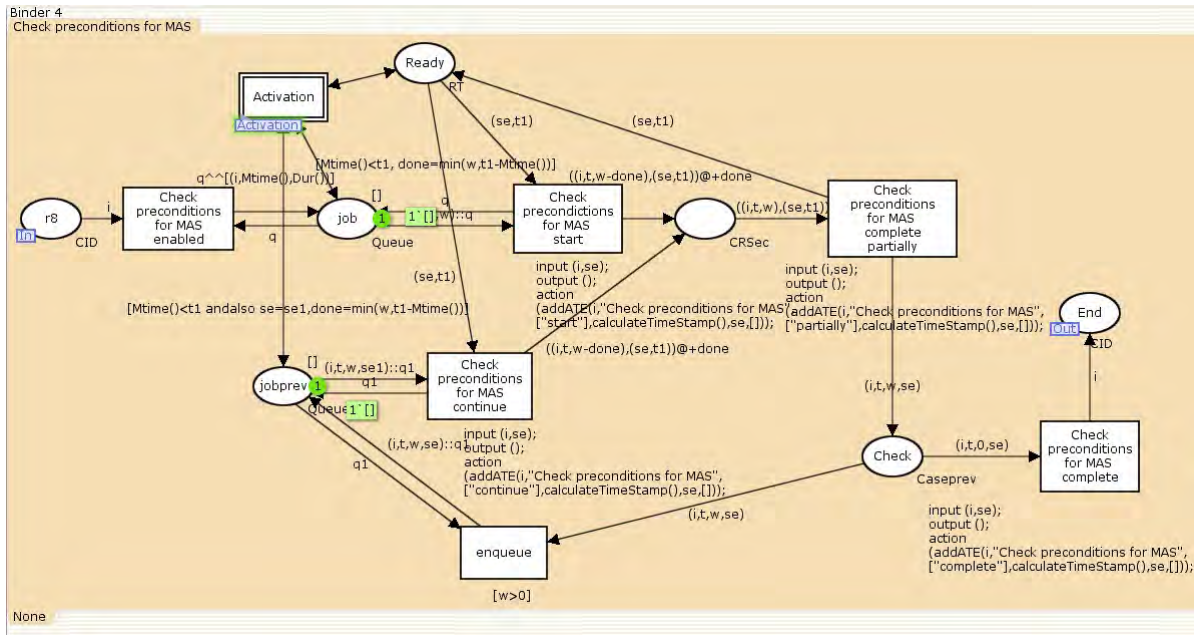 Binder 4
Check preconditions for MAS
Ready
RT
Activation
Activation
(se,t1)
(se,t1)
[Mtime()<t1, done=min(w,t1-Mtime())]
q^^[(i,Mtime(),Dur())]
((i,t,w-done),(se,t1))@+done
r8
In
CID
i
Check
preconditions
for MAS
enabled
q
job
[]
1
Queue
q
1`[]
,w)::q
Check
precondictions
for MAS
start
CRSec
((i,t,w),(se,t1))
Check
preconditions
for MAS
complete
partially
input (i,se);
output ();
action
(addATE(i,"Check preconditions for MAS",
["start"],calculateTimeStamp(),se,[]));
input (i,se);
output ();
action
(addATE(i,"Check preconditions for MAS",
["partially"],calculateTimeStamp(),se,[]));
(se,t1)
[Mtime()<t1 andalso se=se1,done=min(w,t1-Mtime())]
((i,t,w-done),(se,t1))@+done
End
Out
CID
i
jobprev
[]
1
Queue
1`[]
(i,t,w,se1)::q1
q1
Check
preconditions
for MAS
continue
(i,t,w,se)
input (i,se);
output ();
action
(addATE(i,"Check preconditions for MAS",
["continue"],calculateTimeStamp(),se,[]));
(i,t,w,se)::q1
q1
Check
Caseprev
(i,t,0,se)
Check
preconditions
for MAS
complete
(i,t,w,se)
input (i,se);
output ();
action
(addATE(i,"Check preconditions for MAS",
["complete"],calculateTimeStamp(),se,[]));
enqueue
[w>0]
None